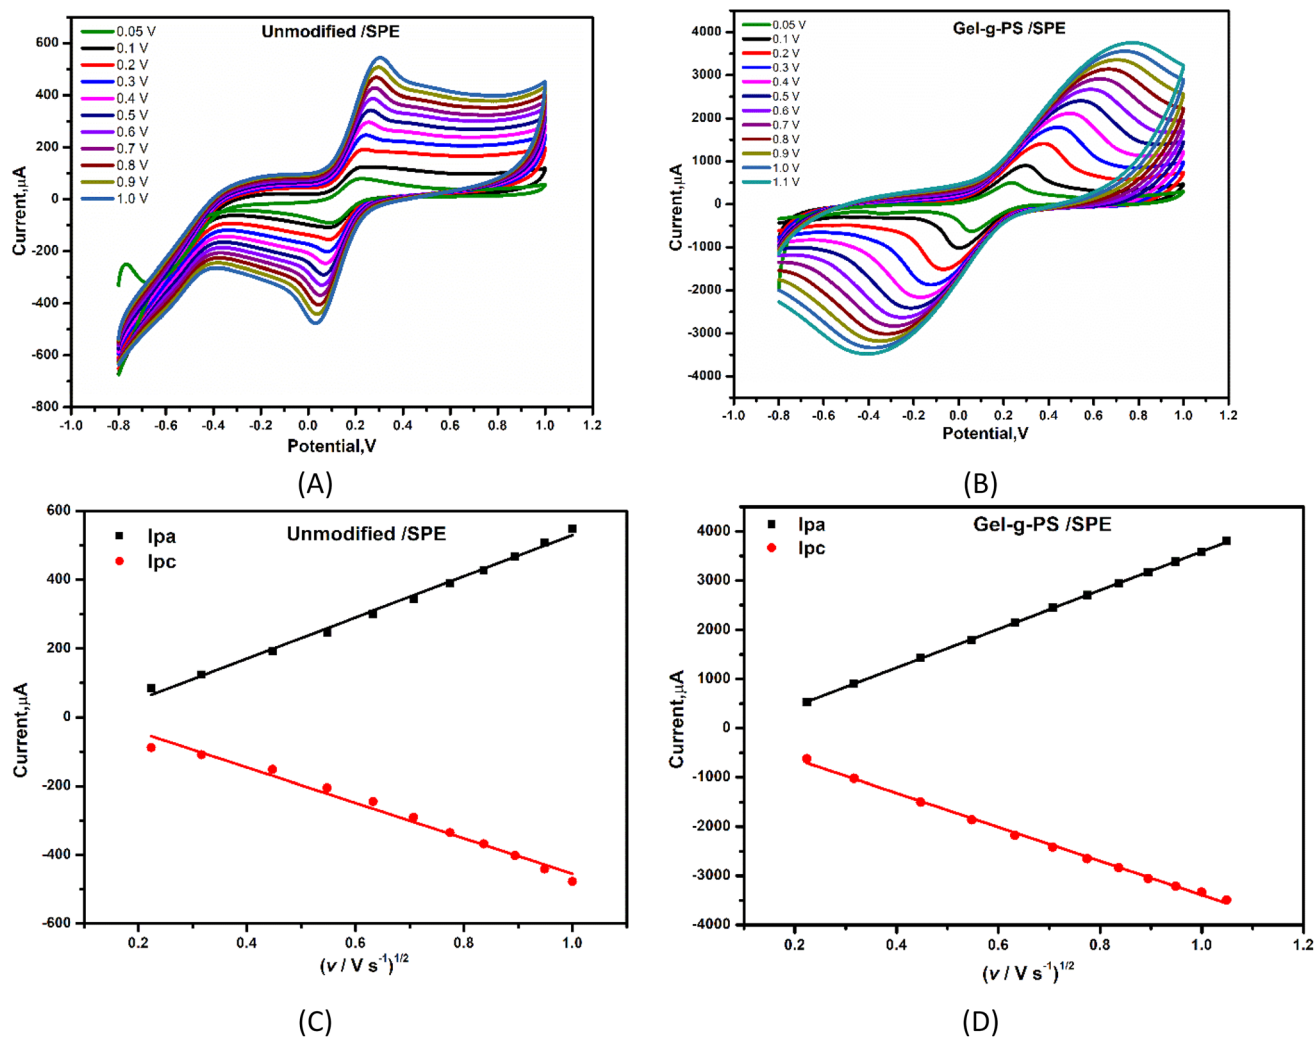 Unmodified /SPE
0.05 V
0.1 V
0.2 V
0.3 V
0.4 V
0.5 V
0.6 V
0.7 V
0.8 V
0.9 V
1.0 V
Current,μA
600
400
200
0
-200
-400
-600
-800
-1.0 -0.8 -0.6 -0.4 -0.2 0.0 0.2 0.4 0.6 0.8 1.0 1.2
Potential,V
(A)
Gel-g-PS /SPE
0.05 V
0.1 V
0.2 V
0.3 V
0.4 V
0.5 V
0.6 V
0.7 V
0.8 V
0.9 V
1.0 V
1.1 V
Current,μA
4000
3000
2000
1000
0
-1000
-2000
-3000
-4000
-1.0 -0.8 -0.6 -0.4 -0.2 0.0 0.2 0.4 0.6 0.8 1.0 1.2
Potential,V
(B)
Unmodified /SPE
Ipa
Ipc
Current,μA
600
400
200
0
-200
-400
-600
0.2 0.4 0.6 0.8 1.0
(v / V s⁻¹)¹/²
(C)
Gel-g-PS /SPE
Ipa
Ipc
Current,μA
4000
3000
2000
1000
0
-1000
-2000
-3000
-4000
0.2 0.4 0.6 0.8 1.0 1.2
(v / V s⁻¹)¹/²
(D)